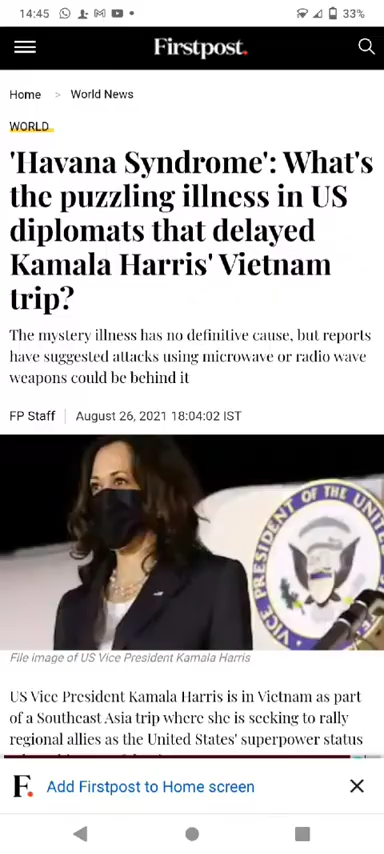 14:45
33%
Firstpost.
Home > World News
WORLD
'Havana Syndrome': What's
the puzzling illness in US
diplomats that delayed
Kamala Harris' Vietnam
trip?
The mystery illness has no definitive cause, but reports
have suggested attacks using microwave or radio wave
weapons could be behind it
FP Staff | August 26, 2021 18:04:02 IST
PRESIDENT OF THE UNITE
VIC
File image of US Vice President Kamala Harris
US Vice President Kamala Harris is in Vietnam as part
of a Southeast Asia trip where she is seeking to rally
regional allies as the United States' superpower status
F. Add Firstpost to Home screen